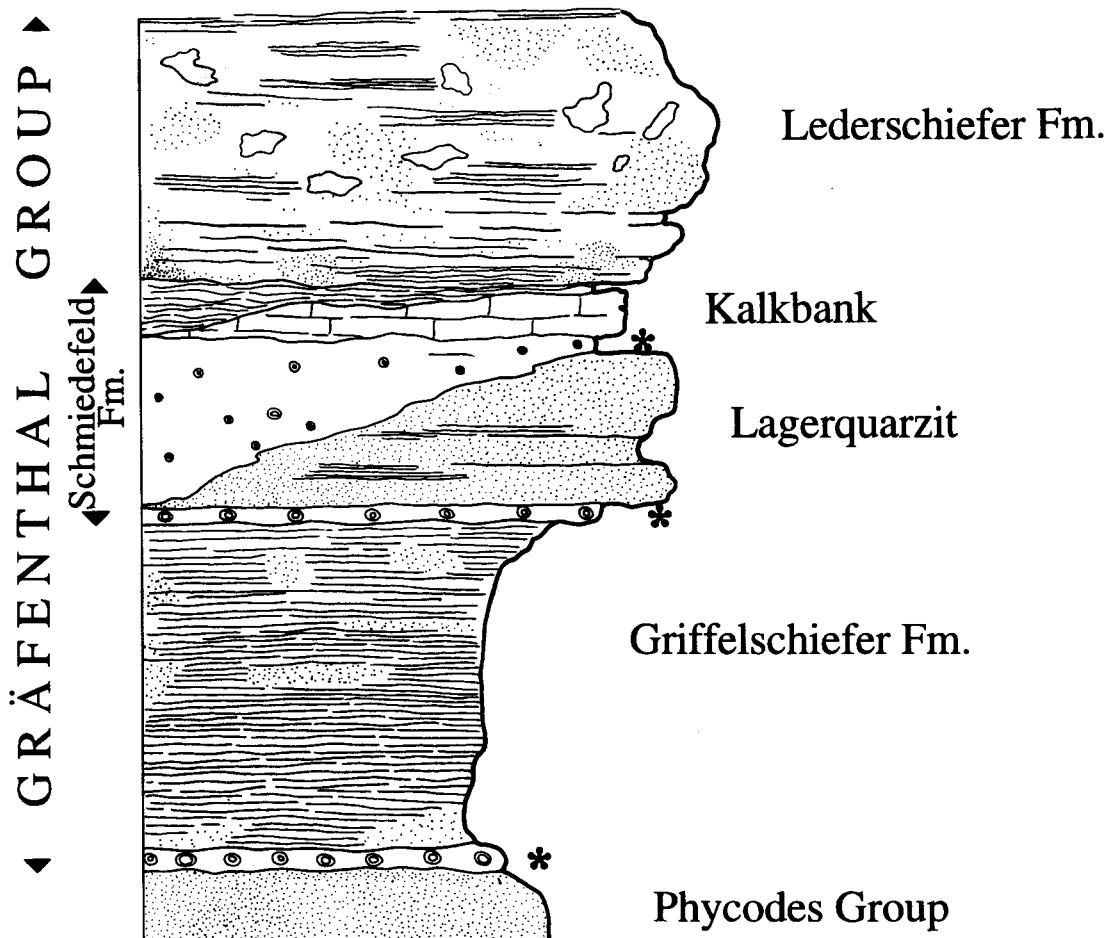 GRÄFENTHAL GROUP
Schmiedefeld
Fm.
Lederschiefer Fm.
Kalkbank
*
Lagerquarzit
*
Griffelschiefer Fm.
*
Phycodes Group